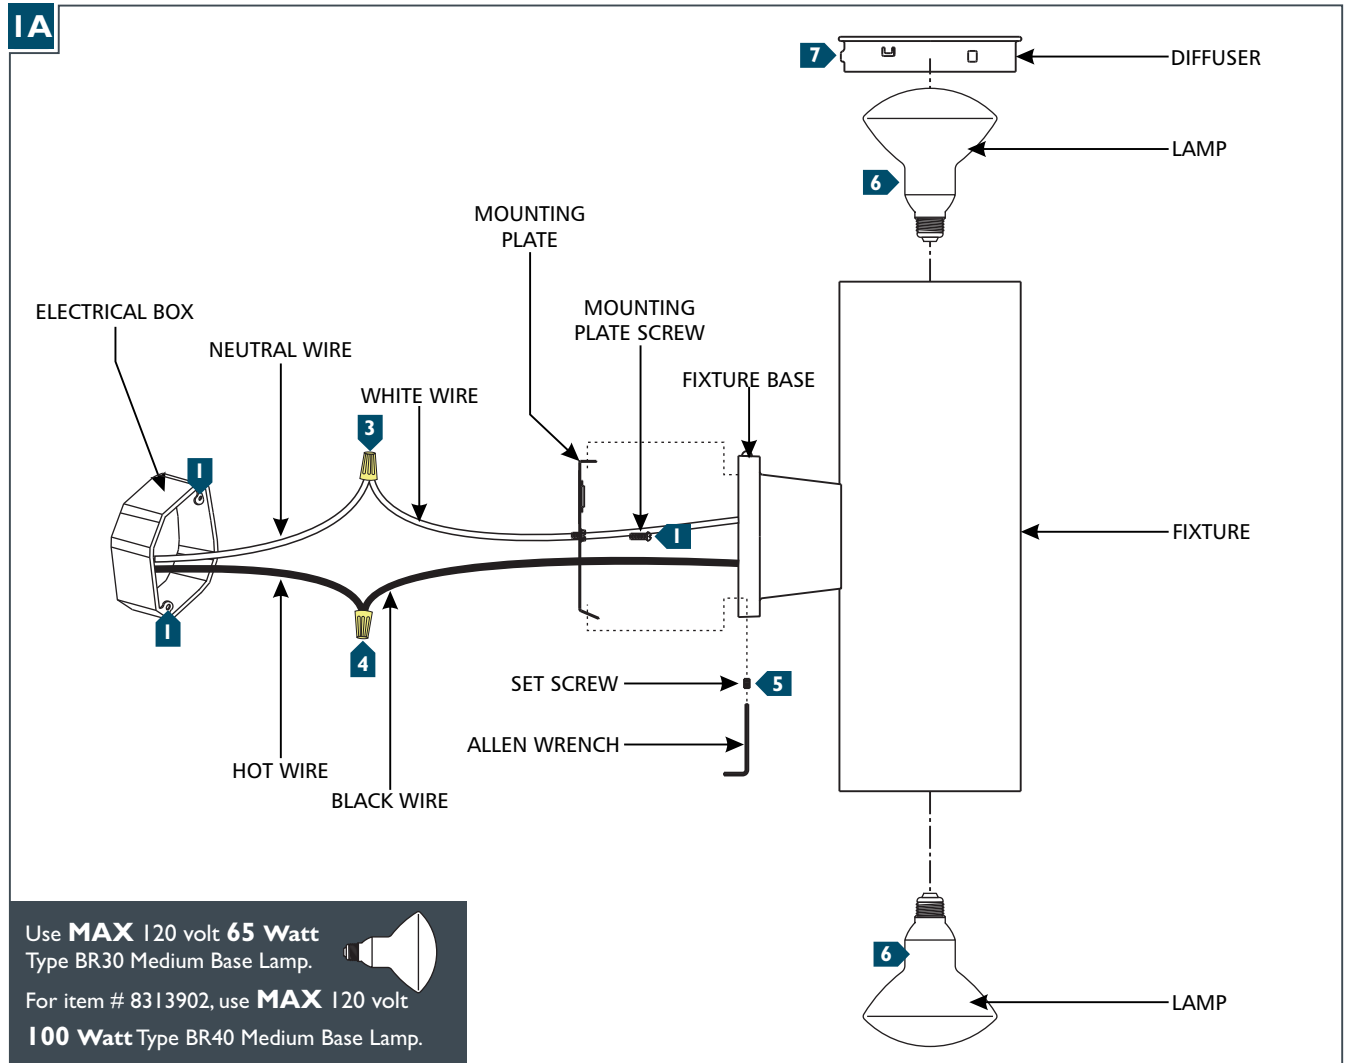 1A
7
DIFFUSER
LAMP
6
MOUNTING
PLATE
ELECTRICAL BOX
MOUNTING
PLATE SCREW
NEUTRAL WIRE
FIXTURE BASE
WHITE WIRE
3
1
1
FIXTURE
1
4
SET SCREW
5
ALLEN WRENCH
HOT WIRE
BLACK WIRE
Use MAX 120 volt 65 Watt
Type BR30 Medium Base Lamp.
For item # 8313902, use MAX 120 volt
100 Watt Type BR40 Medium Base Lamp.
6
LAMP